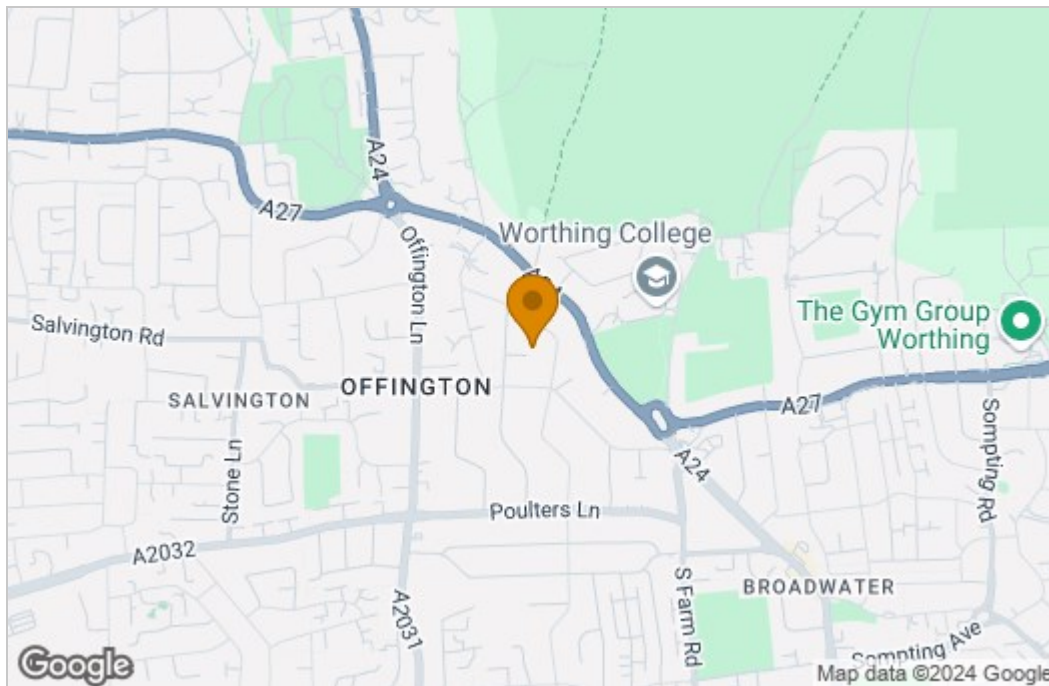 A24
A27
Offington Ln
Worthing College
A24
The Gym Group
Worthing
Salvington Rd
OFFINGTON
SALVINGTON
A27
Stone Ln
A24
Sompting Rd
Poulters Ln
A2032
A2031
S Farm Rd
BROADWATER
Sompting Ave
Google
Map data ©2024 Google